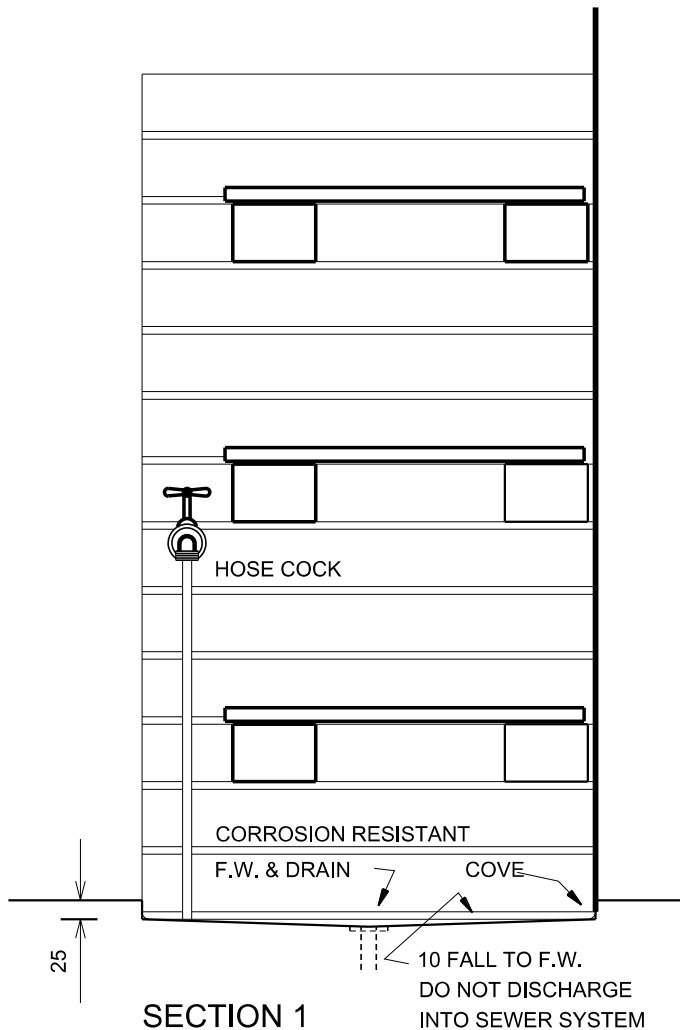 HOSE COCK
CORROSION RESISTANT
F.W. & DRAIN
COVE
25
10 FALL TO F.W.
DO NOT DISCHARGE
INTO SEWER SYSTEM
SECTION 1